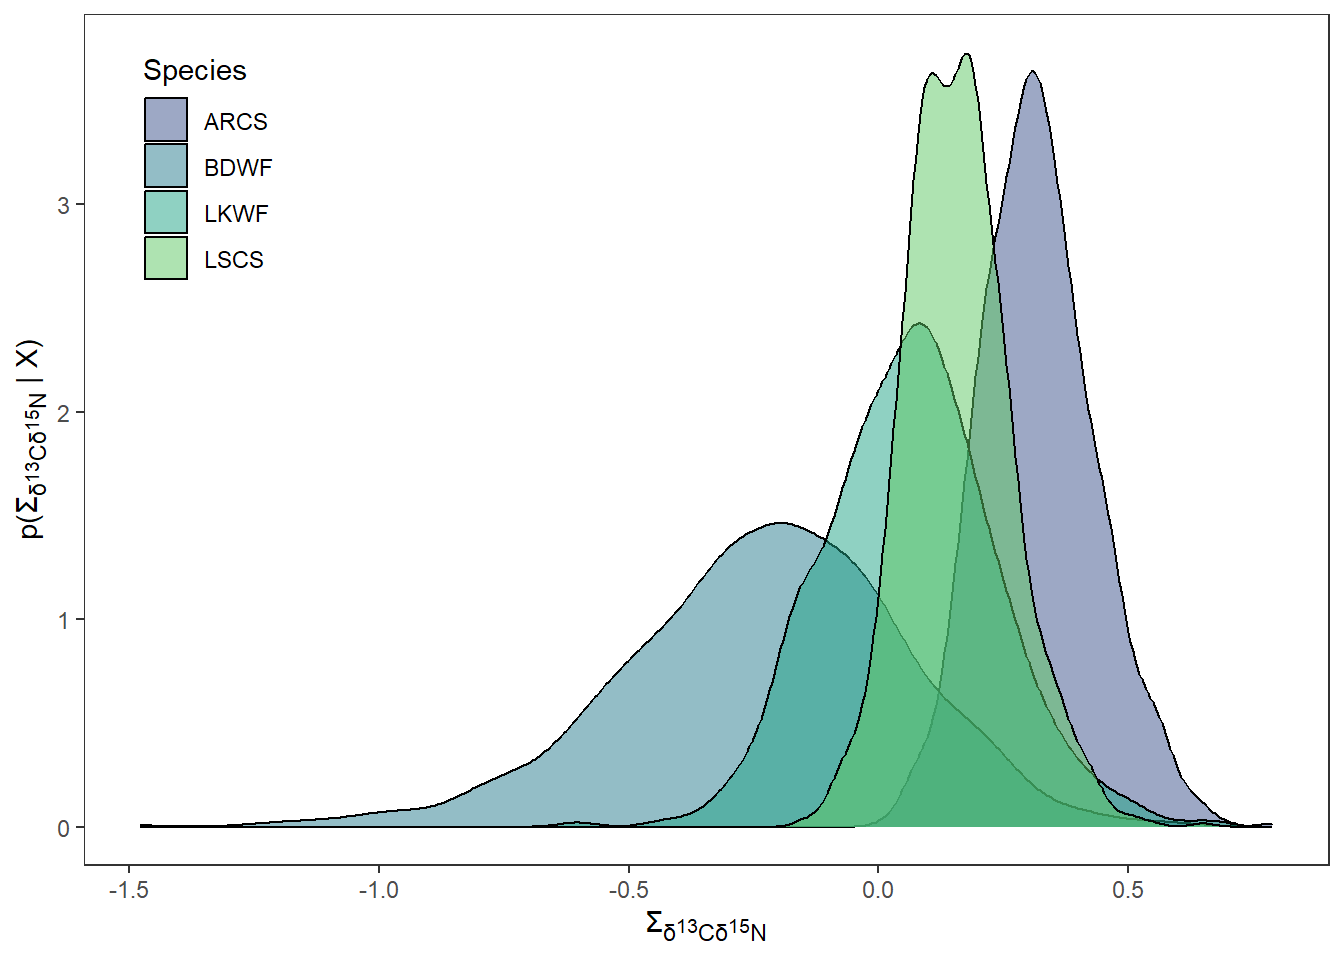 Species
ARCS
BDWF
LKWF
LSCS
p(Σδ¹³Cδ¹⁵N | X)
3
2
1
0
-1.5 -1.0 -0.5 0.0 0.5
Σδ¹³Cδ¹⁵N